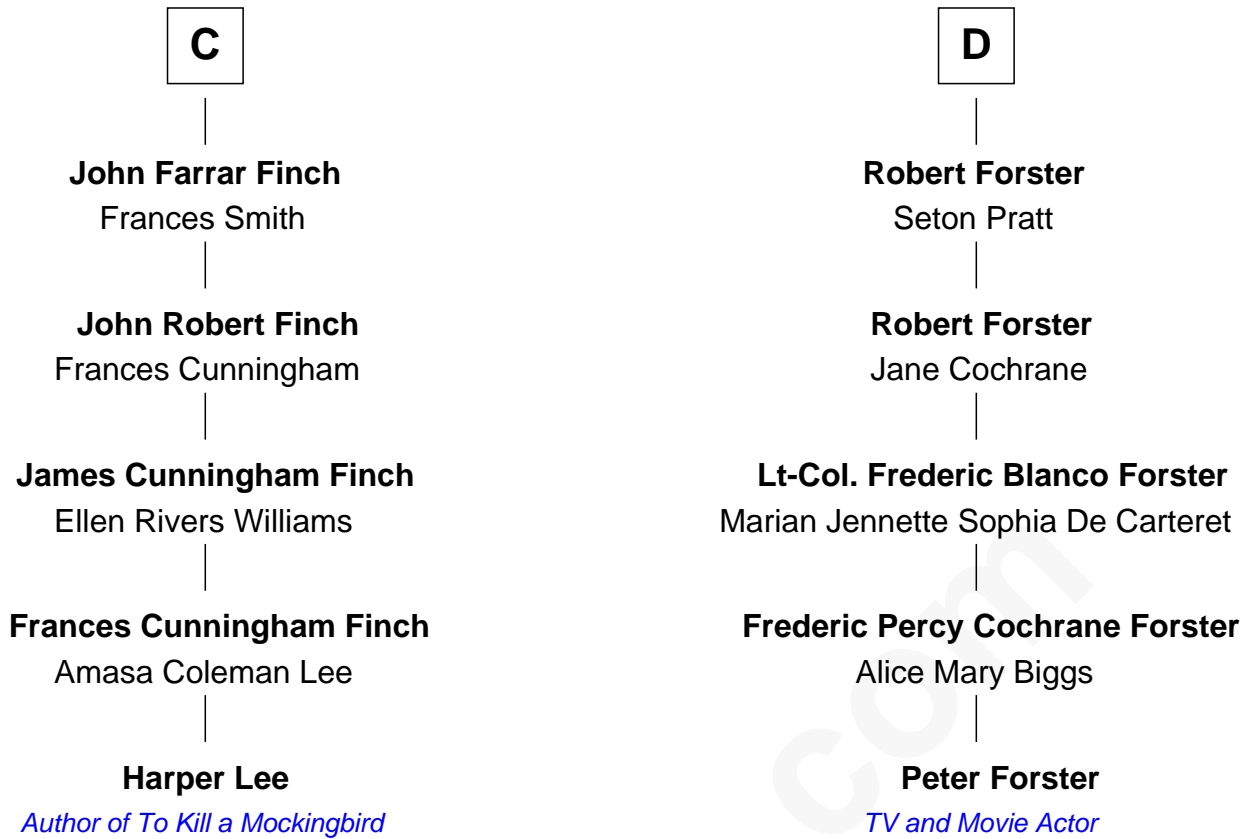 C
John Farrar Finch
Frances Smith
John Robert Finch
Frances Cunningham
James Cunningham Finch
Ellen Rivers Williams
Frances Cunningham Finch
Amasa Coleman Lee
Harper Lee
Author of To Kill a Mockingbird
D
Robert Forster
Seton Pratt
Robert Forster
Jane Cochrane
Lt-Col. Frederic Blanco Forster
Marian Jennette Sophia De Carteret
Frederic Percy Cochrane Forster
Alice Mary Biggs
Peter Forster
TV and Movie Actor
com